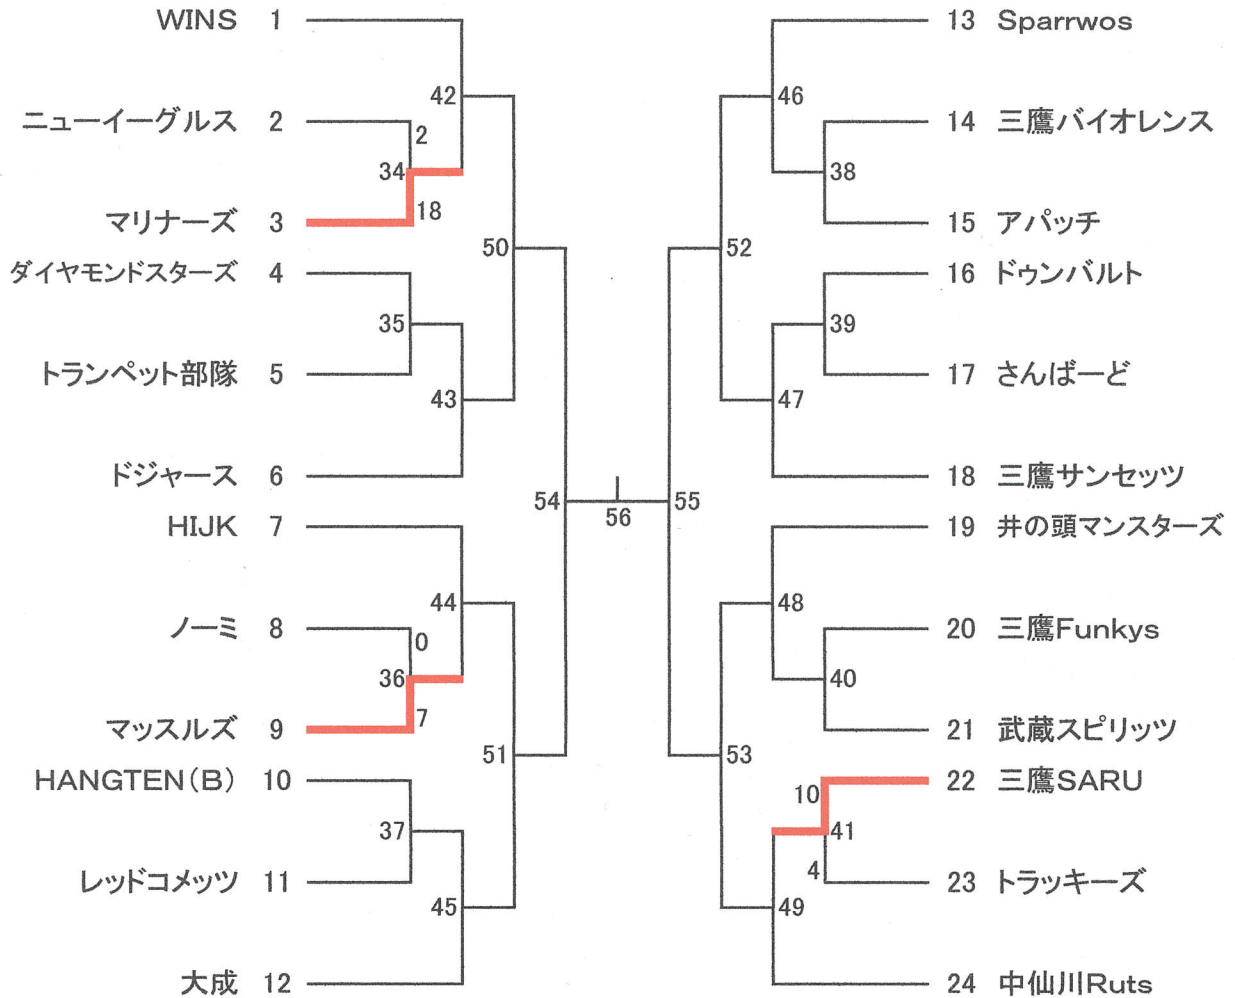 WINS 1
ニューイーグルス 2
マリナーズ 3
ダイヤモンドスターズ 4
トランペット部隊 5
ドジャース 6
HIJK 7
ノーミ 8
マッスルズ 9
HANGTEN(B) 10
レッドコメッツ 11
大成 12
2
34
18
35
0
36
7
37
42
43
44
45
50
51
54
56
55
52
53
46
47
48
49
38
39
40
10
41
4
13 Sparrwos
14 三鷹バイオレンス
15 アパッチ
16 ドゥンバルト
17 さんばーど
18 三鷹サンセッツ
19 井の頭マンスターズ
20 三鷹Funkys
21 武蔵スピリッツ
22 三鷹SARU
23 トラッキーズ
24 中仙川Ruts